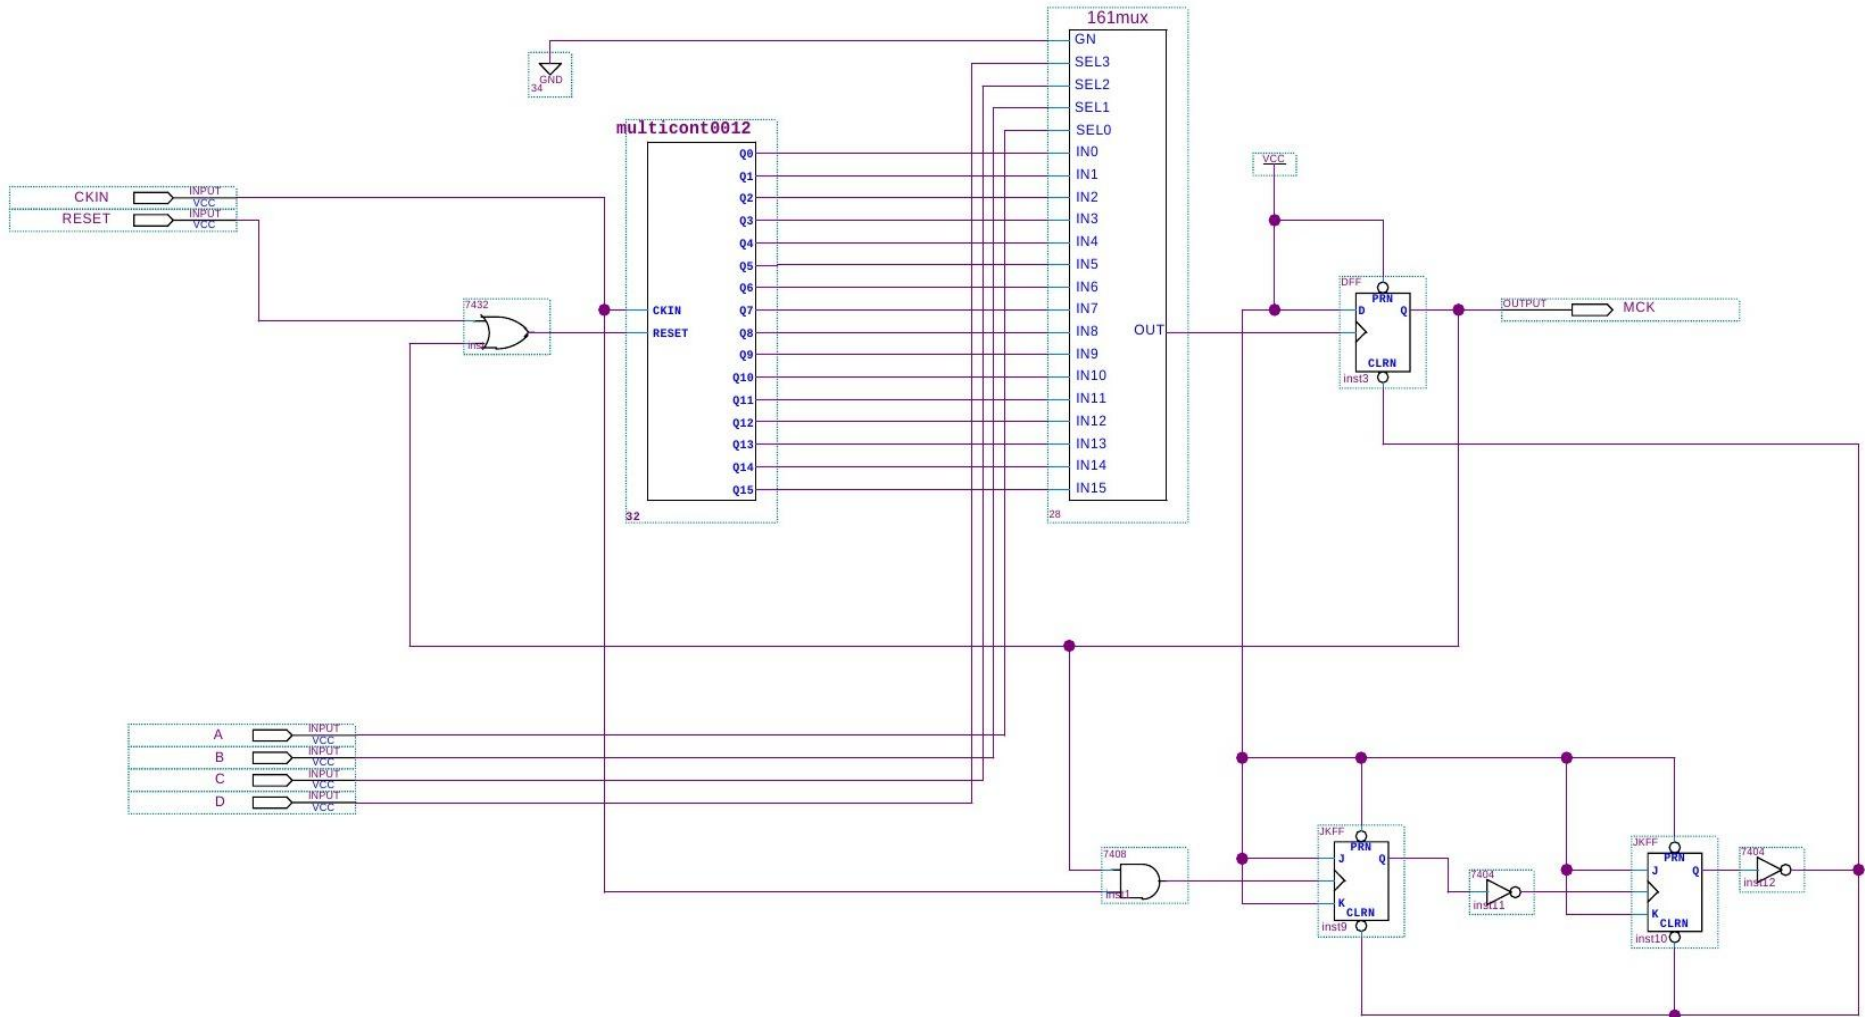 161mux
GN
SEL3
SEL2
SEL1
SEL0
IN0
IN1
IN2
IN3
IN4
IN5
IN6
IN7
IN8
IN9
IN10
IN11
IN12
IN13
IN14
IN15
OUT
28
GND
34
multicont0012
Q0
Q1
Q2
Q3
Q4
Q5
Q6
Q7
Q8
Q9
Q10
Q11
Q12
Q13
Q14
Q15
CKIN
RESET
32
CKIN INPUT
VCC
RESET INPUT
VCC
7432
VCC
DFF
PRN
D Q
CLRN
inst3
OUTPUT MCK
A INPUT
VCC
B INPUT
VCC
C INPUT
VCC
D INPUT
VCC
7408
inst1
JKFF
PRN
J Q
K
CLRN
inst9
7404
inst11
JKFF
PRN
J Q
K
CLRN
inst10
7404
inst12